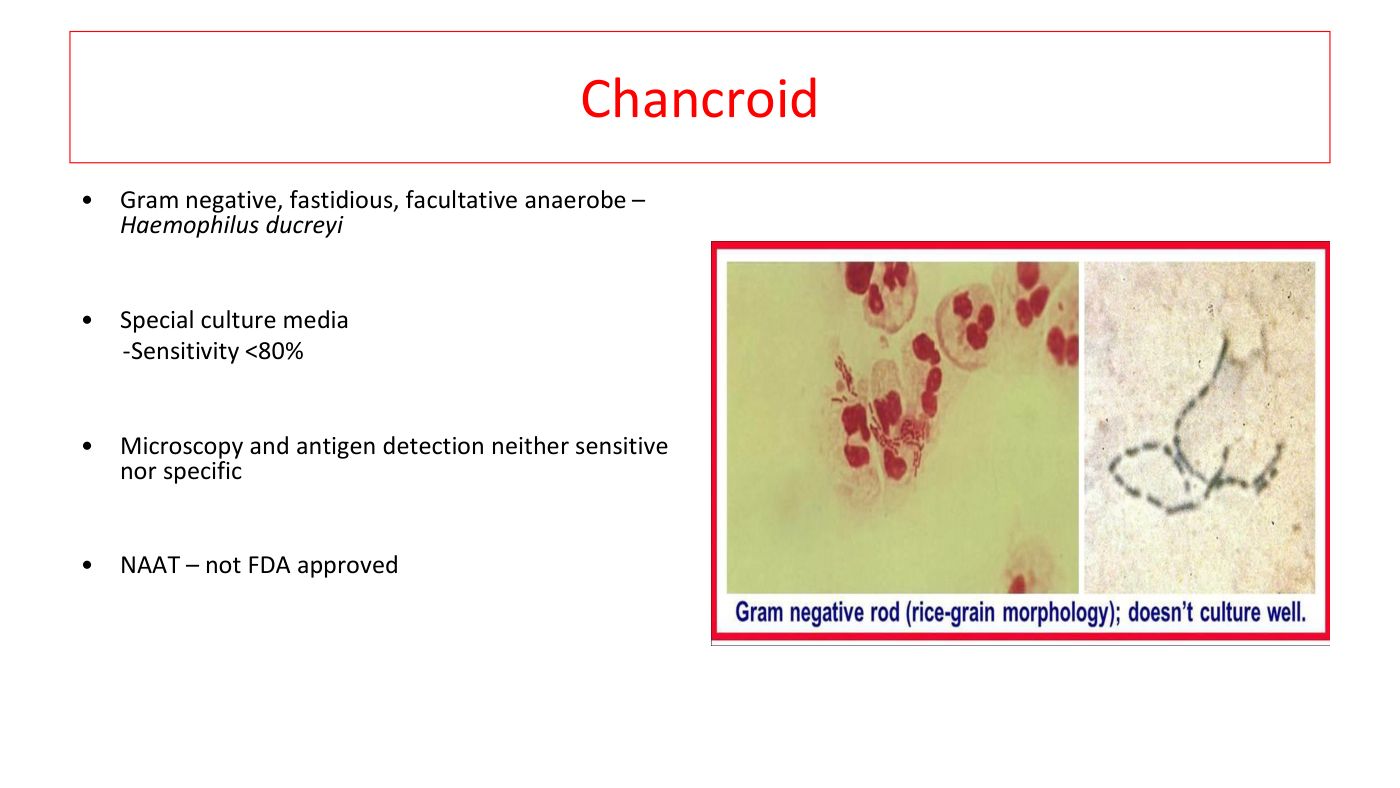 Chancroid
• Gram negative, fastidious, facultative anaerobe –
Haemophilus ducreyi
• Special culture media
-Sensitivity <80%
• Microscopy and antigen detection neither sensitive
nor specific
• NAAT – not FDA approved
Gram negative rod (rice-grain morphology); doesn't culture well.